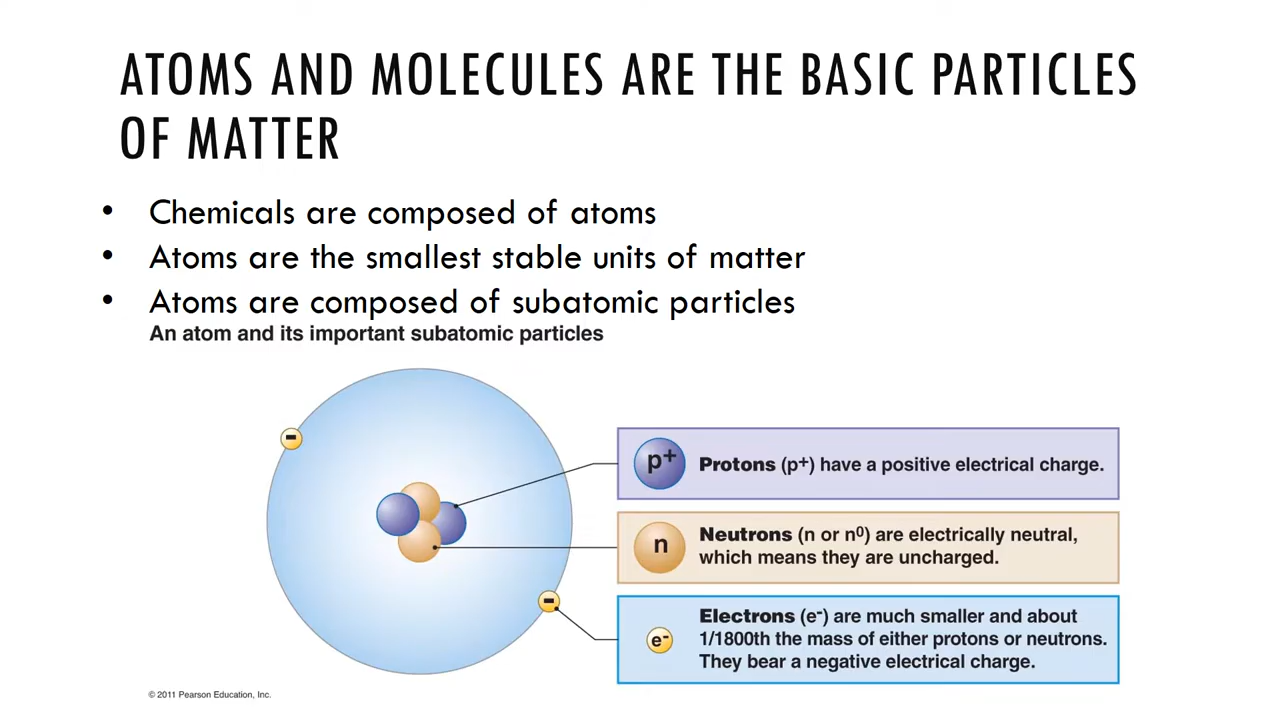 ATOMS AND MOLECULES ARE THE BASIC PARTICLES
OF MATTER
• Chemicals are composed of atoms
• Atoms are the smallest stable units of matter
• Atoms are composed of subatomic particles
An atom and its important subatomic particles
-
p+
Protons (p+) have a positive electrical charge.
n
Neutrons (n or n⁰) are electrically neutral,
which means they are uncharged.
-
e-
Electrons (e-) are much smaller and about
1/1800th the mass of either protons or neutrons.
They bear a negative electrical charge.
© 2011 Pearson Education, Inc.